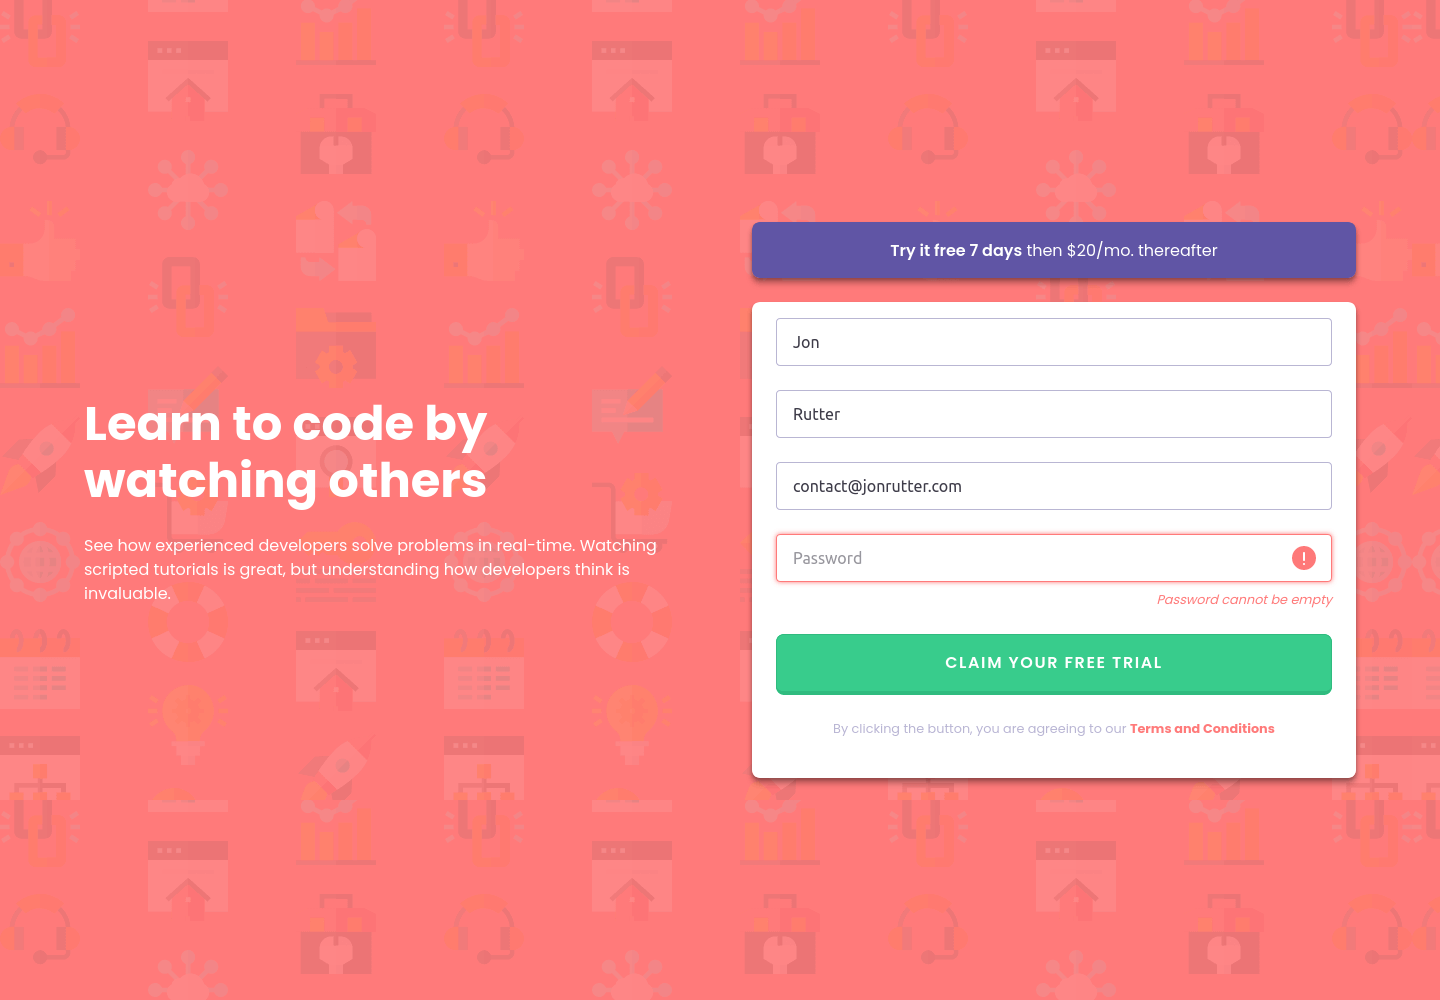 Learn to code by
watching others
See how experienced developers solve problems in real-time. Watching
scripted tutorials is great, but understanding how developers think is
invaluable.
Try it free 7 days then $20/mo. thereafter
Jon
Rutter
contact@jonrutter.com
Password
!
Password cannot be empty
CLAIM YOUR FREE TRIAL
By clicking the button, you are agreeing to our Terms and Conditions